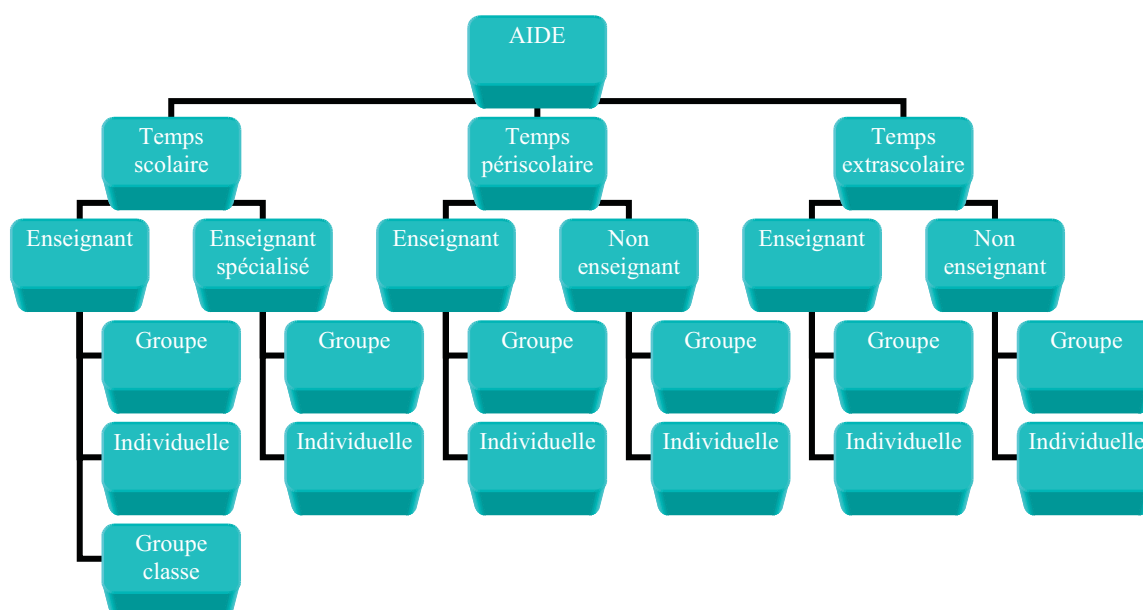 AIDE
Temps
scolaire
Temps
périscolaire
Temps
extrascolaire
Enseignant
Enseignant
spécialisé
Enseignant
Non
enseignant
Enseignant
Non
enseignant
Groupe
Groupe
Groupe
Groupe
Groupe
Groupe
Individuelle
Individuelle
Individuelle
Individuelle
Individuelle
Individuelle
Groupe
classe